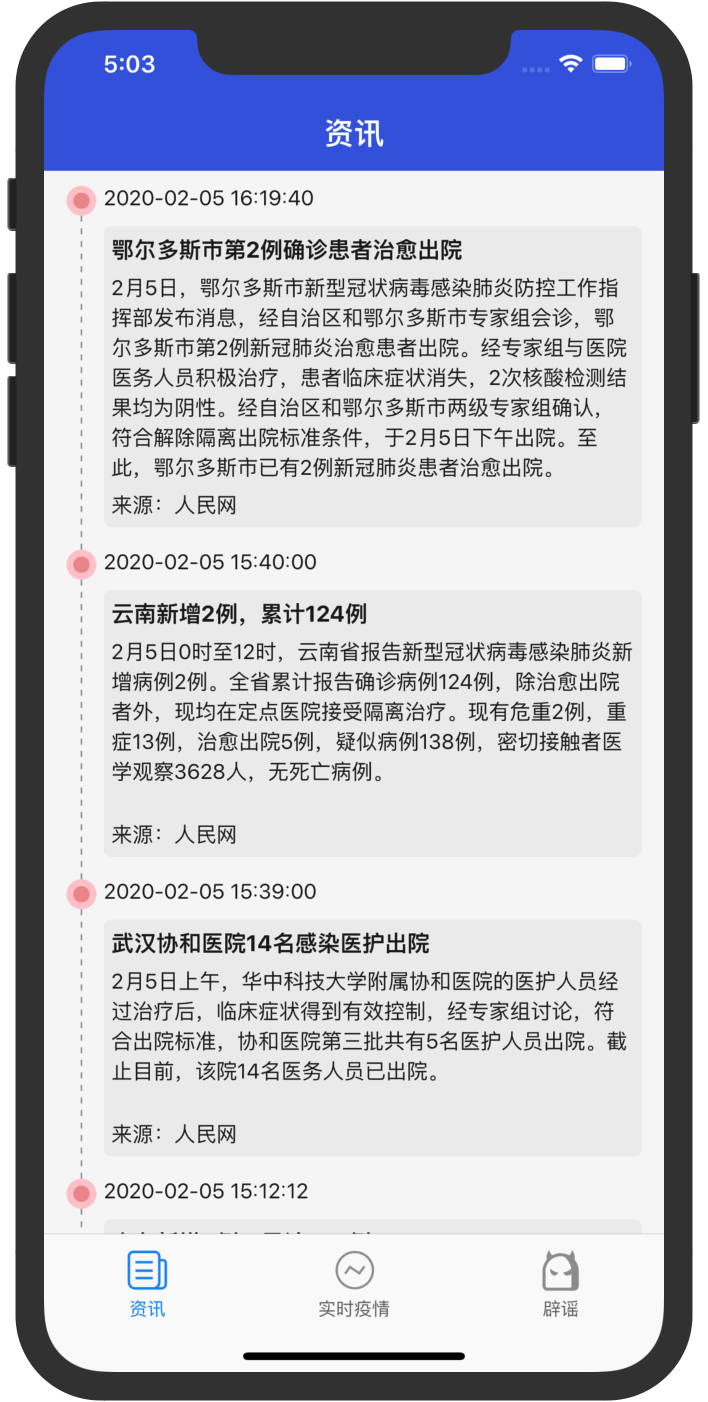 5:03
资讯
2020-02-05 16:19:40
鄂尔多斯市第2例确诊患者治愈出院
2月5日，鄂尔多斯市新型冠状病毒感染肺炎防控工作指
挥部发布消息，经自治区和鄂尔多斯市专家组会诊，鄂
尔多斯市第2例新冠肺炎治愈患者出院。经专家组与医院
医务人员积极治疗，患者临床症状消失，2次核酸检测结
果均为阴性。经自治区和鄂尔多斯市两级专家组确认，
符合解除隔离出院标准条件，于2月5日下午出院。至
此，鄂尔多斯市已有2例新冠肺炎患者治愈出院。
来源：人民网
2020-02-05 15:40:00
云南新增2例，累计124例
2月5日0时至12时，云南省报告新型冠状病毒感染肺炎新
增病例2例。全省累计报告确诊病例124例，除治愈出院
者外，现均在定点医院接受隔离治疗。现有危重2例，重
症13例，治愈出院5例，疑似病例138例，密切接触者医
学观察3628人，无死亡病例。
来源：人民网
2020-02-05 15:39:00
武汉协和医院14名感染医护出院
2月5日上午，华中科技大学附属协和医院的医护人员经
过治疗后，临床症状得到有效控制，经专家组讨论，符
合出院标准，协和医院第三批共有5名医护人员出院。截
止目前，该院14名医务人员已出院。
来源：人民网
2020-02-05 15:12:12
资讯
实时疫情
辟谣